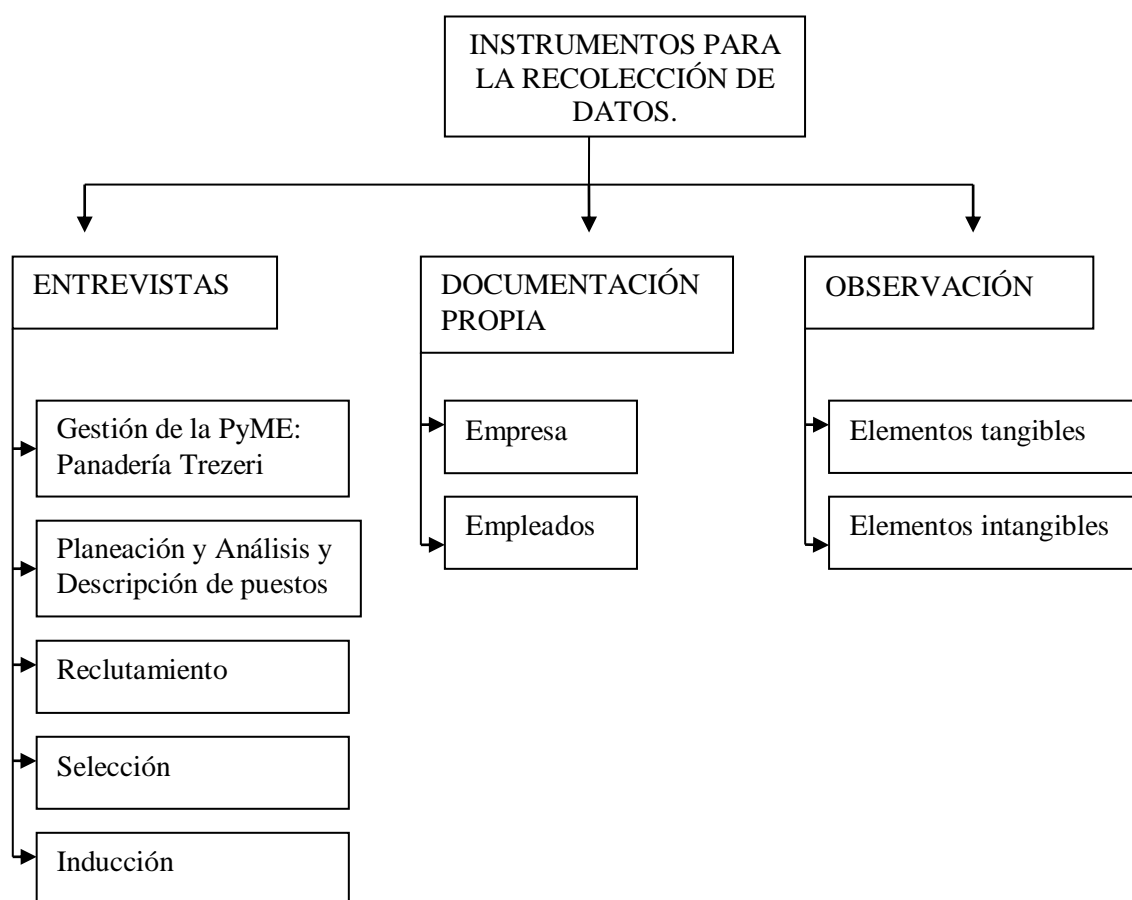 INSTRUMENTOS PARA
LA RECOLECCIÓN DE
DATOS.
ENTREVISTAS
Gestión de la PyME:
Panadería Trezeri
Planeación y Análisis y
Descripción de puestos
Reclutamiento
Selección
Inducción
DOCUMENTACIÓN
PROPIA
Empresa
Empleados
OBSERVACIÓN
Elementos tangibles
Elementos intangibles